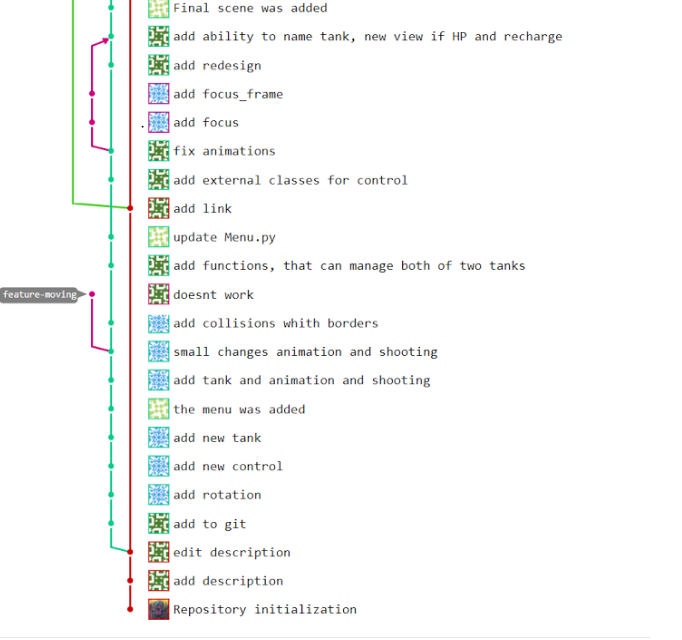 Final scene was added
add ability to name tank, new view if HP and recharge
add redesign
add focus_frame
add focus
fix animations
add external classes for control
add link
update Menu.py
add functions, that can manage both of two tanks
feature-moving
doesnt work
add collisions whith borders
small changes animation and shooting
add tank and animation and shooting
the menu was added
add new tank
add new control
add rotation
add to git
edit description
add description
Repository initialization